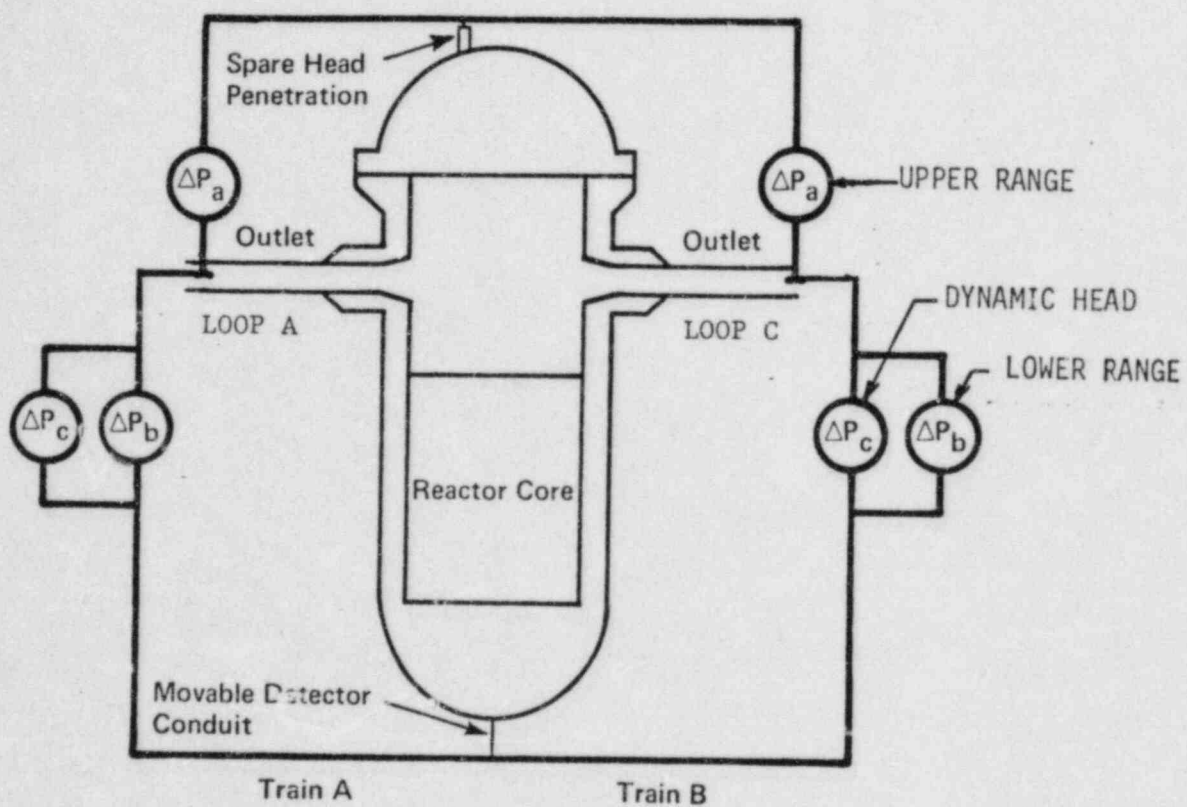 Spare Head
Penetration
ΔPa
ΔPa
UPPER RANGE
Outlet
Outlet
LOOP A
LOOP C
DYNAMIC HEAD
LOWER RANGE
ΔPc
ΔPb
ΔPc
ΔPb
Reactor Core
Movable Detector
Conduit
Train A
Train B